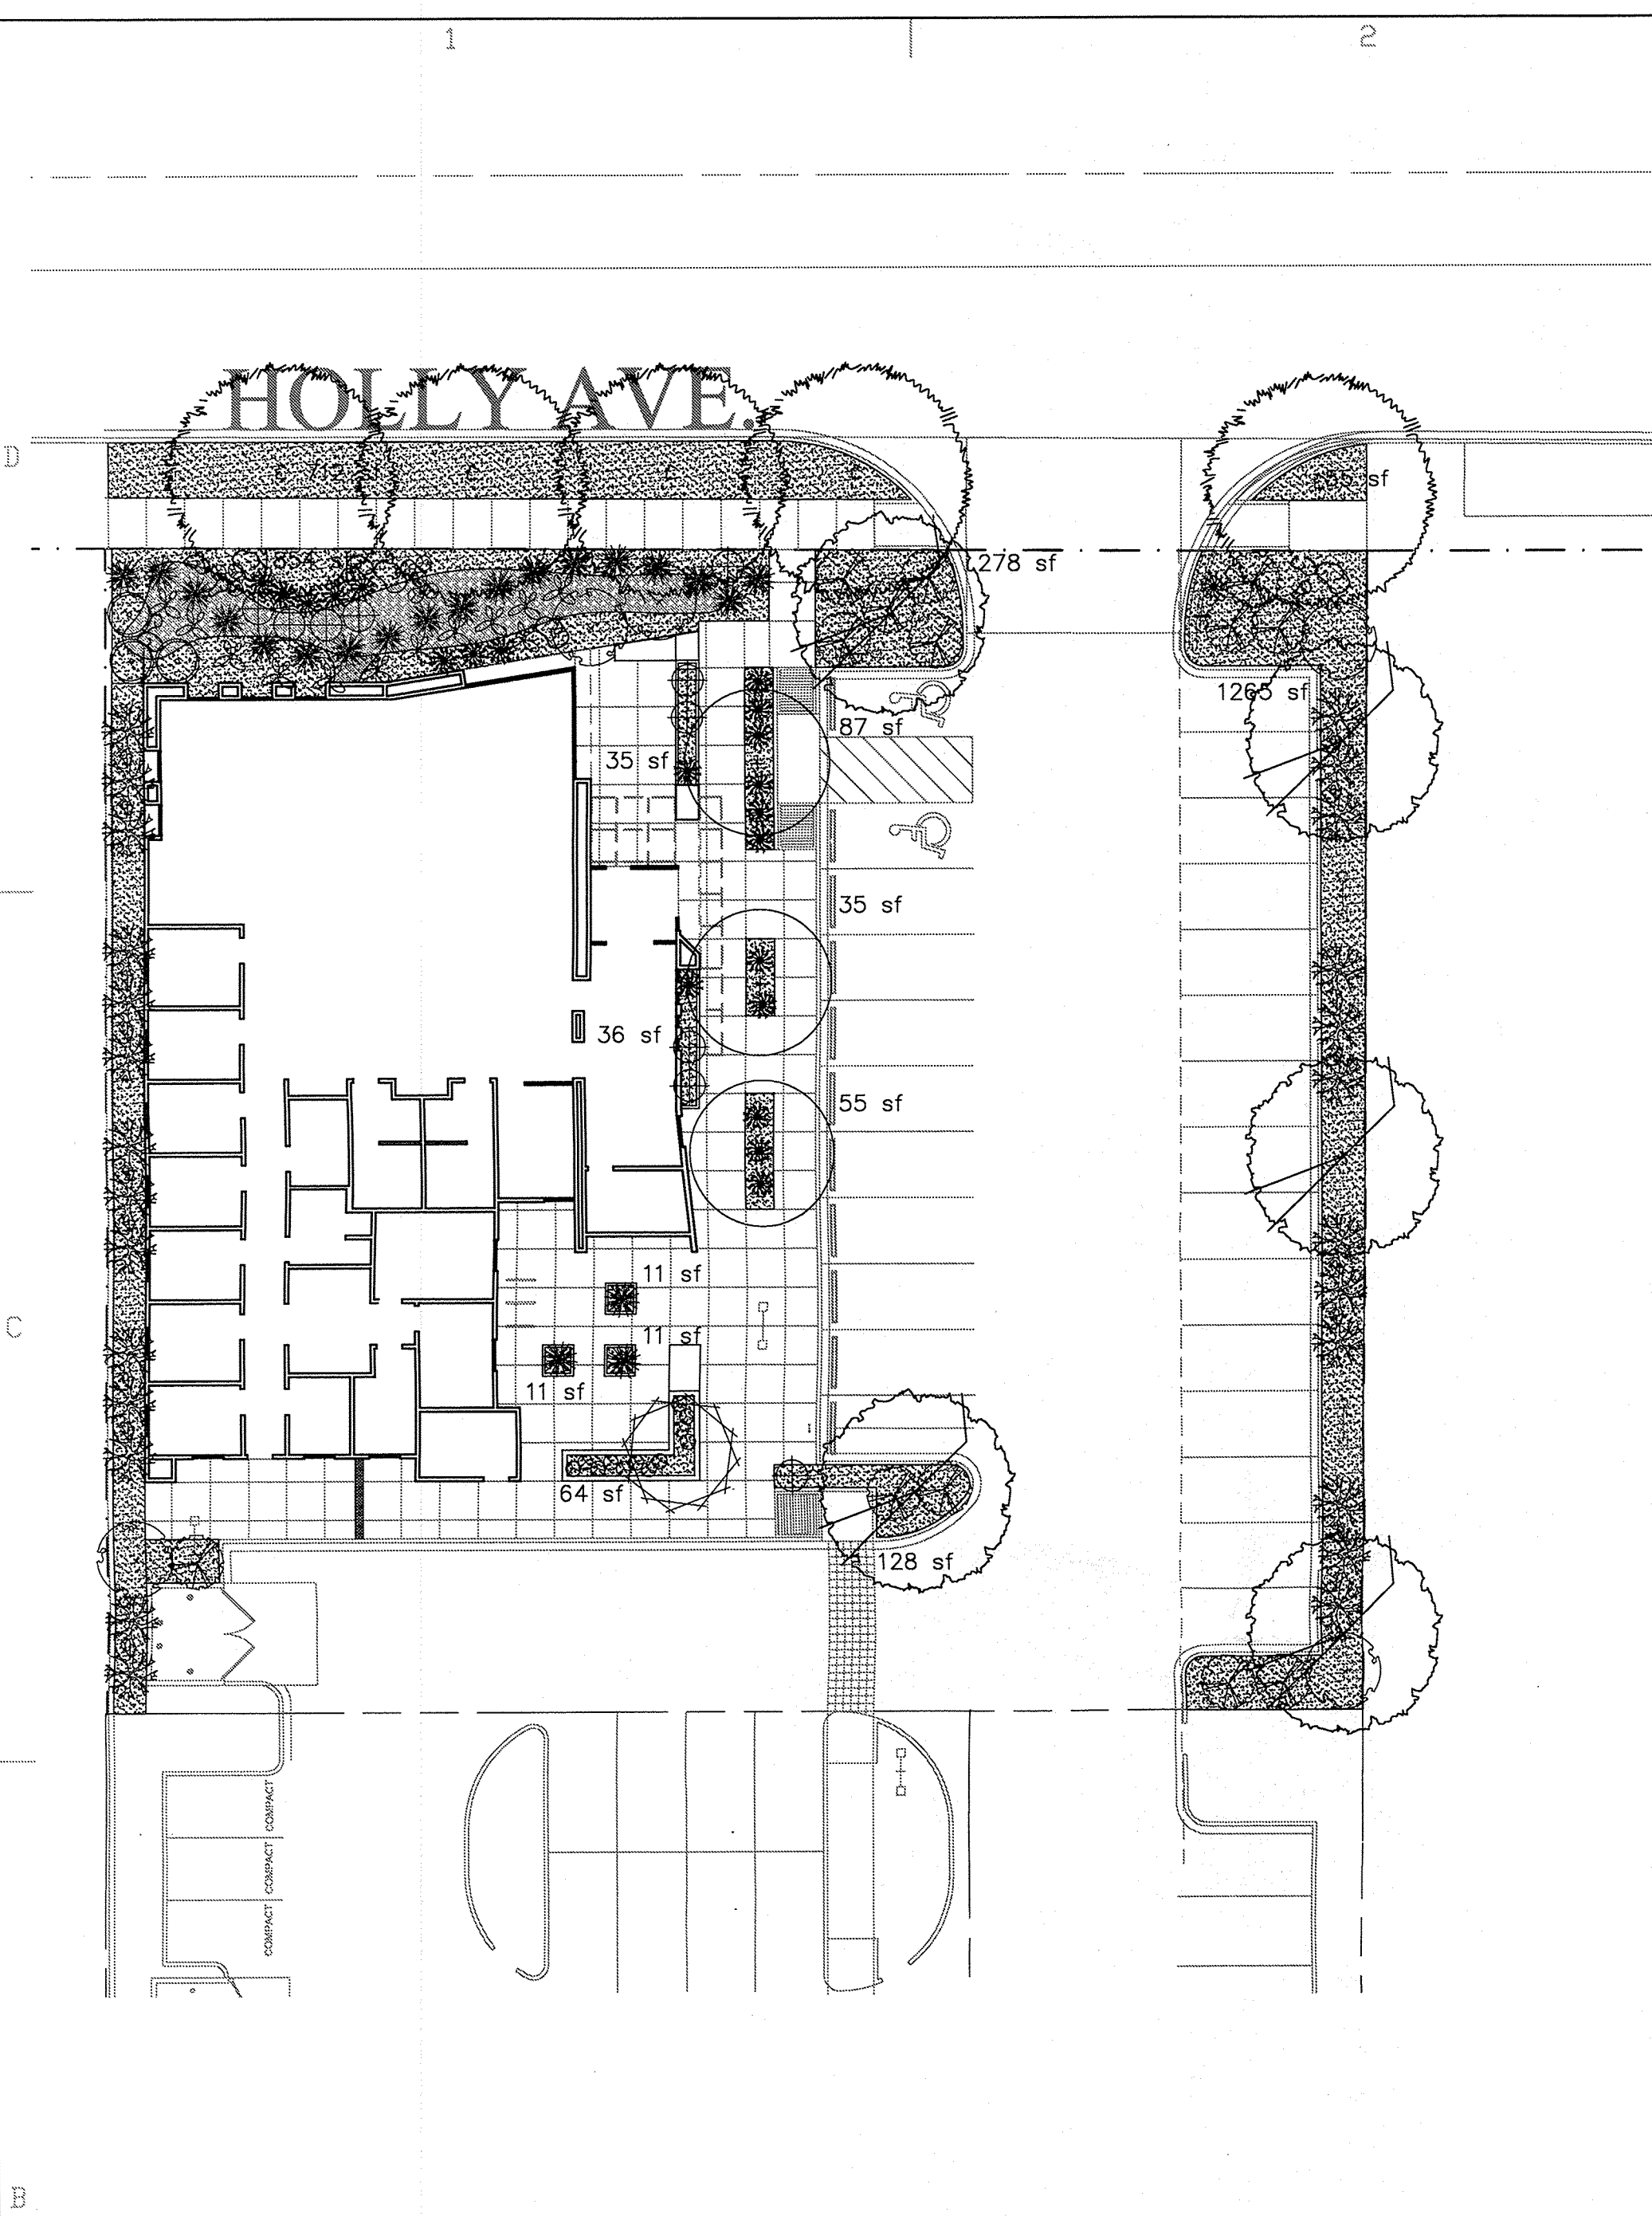 1
2
HOLLY AVE.
D
278 sf
1265 sf
87 sf
35 sf
35 sf
36 sf
55 sf
11 sf
C
11 sf
11 sf
64 sf
128 sf
COMPACT
COMPACT
COMPACT
B